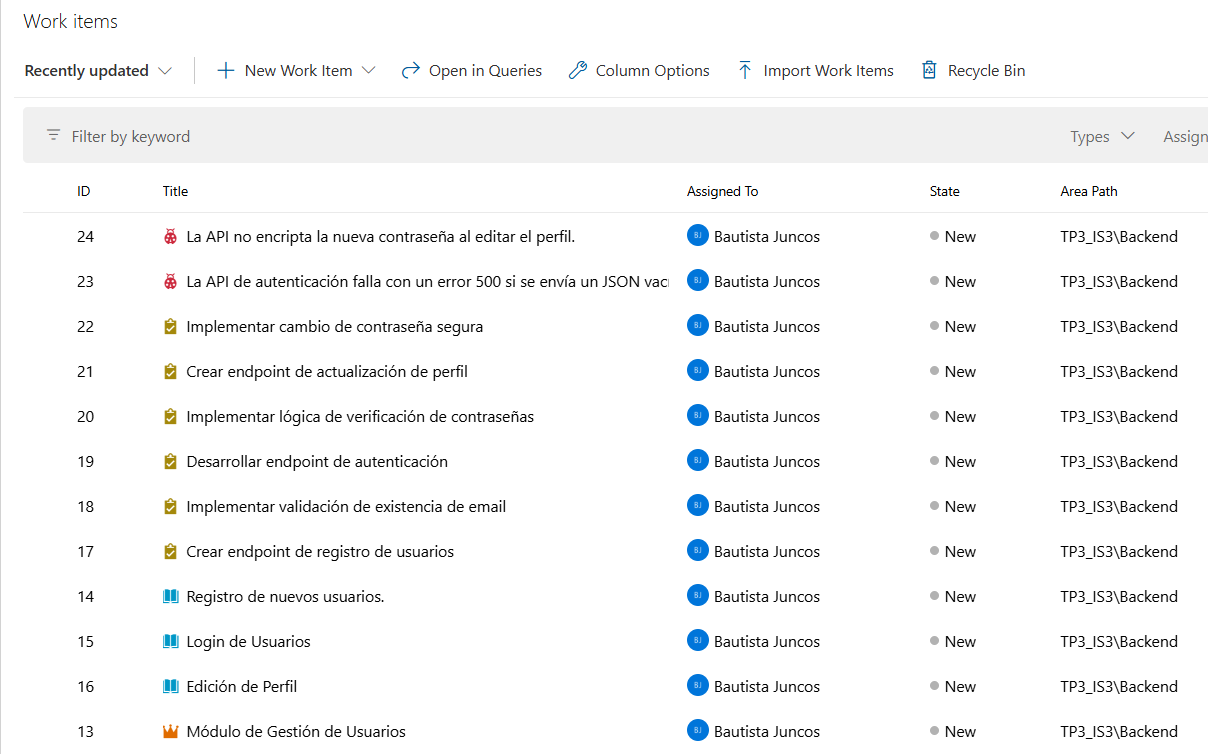 Work items
Recently updated New Work Item Open in Queries Column Options Import Work Items Recycle Bin
Filter by keyword Types Assign
ID Title Assigned To State Area Path
24 La API no encripta la nueva contraseña al editar el perfil. BJ Bautista Juncos New TP3_IS3\Backend
23 La API de autenticación falla con un error 500 si se envía un JSON vac BJ Bautista Juncos New TP3_IS3\Backend
22 Implementar cambio de contraseña segura BJ Bautista Juncos New TP3_IS3\Backend
21 Crear endpoint de actualización de perfil BJ Bautista Juncos New TP3_IS3\Backend
20 Implementar lógica de verificación de contraseñas BJ Bautista Juncos New TP3_IS3\Backend
19 Desarrollar endpoint de autenticación BJ Bautista Juncos New TP3_IS3\Backend
18 Implementar validación de existencia de email BJ Bautista Juncos New TP3_IS3\Backend
17 Crear endpoint de registro de usuarios BJ Bautista Juncos New TP3_IS3\Backend
14 Registro de nuevos usuarios. BJ Bautista Juncos New TP3_IS3\Backend
15 Login de Usuarios BJ Bautista Juncos New TP3_IS3\Backend
16 Edición de Perfil BJ Bautista Juncos New TP3_IS3\Backend
13 Módulo de Gestión de Usuarios BJ Bautista Juncos New TP3_IS3\Backend